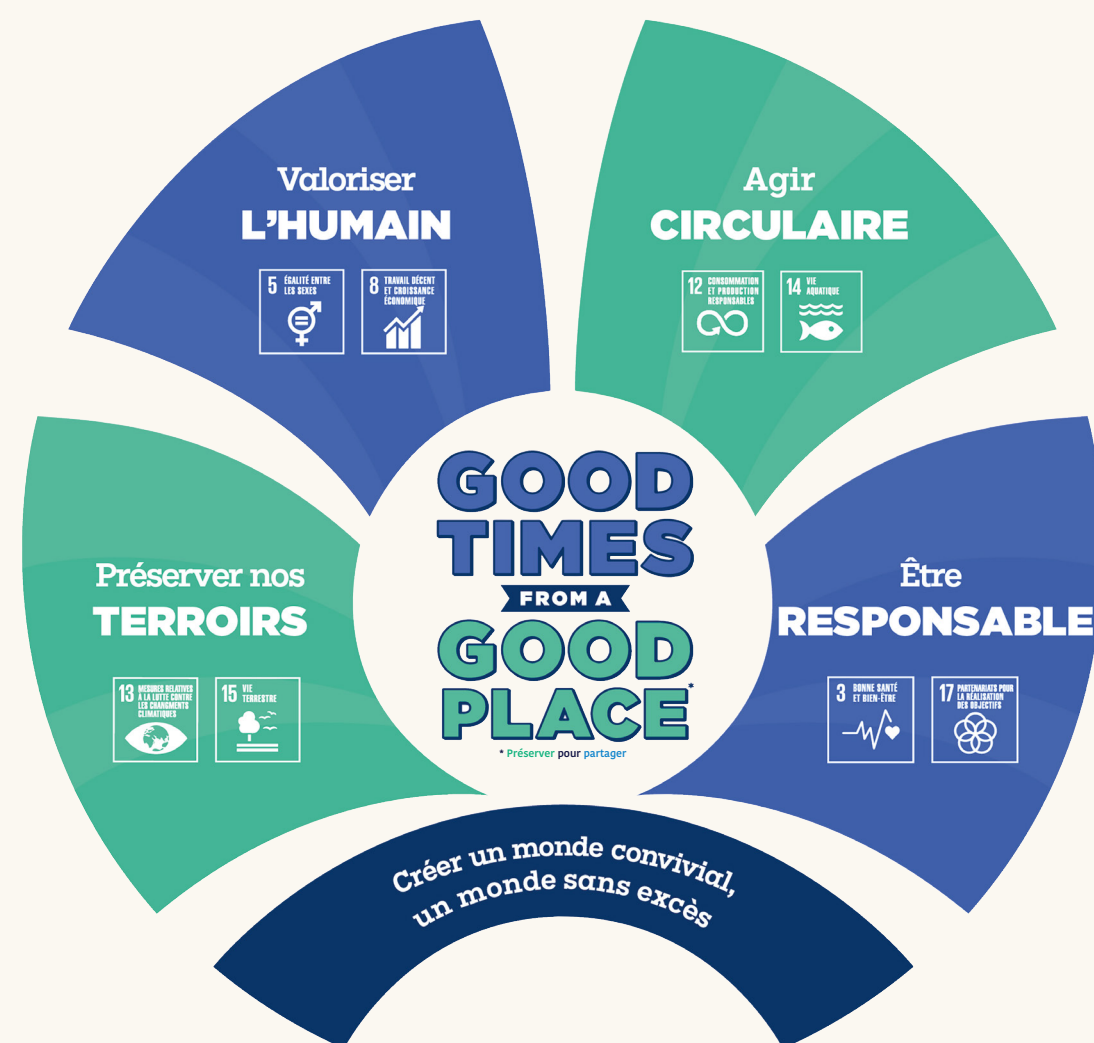 Valoriser
L'HUMAIN
5 ÉGALITÉ ENTRE
LES SEXES
8 TRAVAIL DÉCENT
ET CROISSANCE
ÉCONOMIQUE
Agir
CIRCULAIRE
12 CONSOMMATION
ET PRODUCTION
RESPONSABLES
14 VIE
AQUATIQUE
Préserver nos
TERROIRS
13 MESURES RELATIVES
À LA LUTTE CONTRE
LES CHANGMENTS
CLIMATIQUES
15 VIE
TERRESTRE
GOOD
TIMES
FROM A
GOOD
PLACE*
* Préserver pour partager
Être
RESPONSABLE
3 BONNE SANTÉ
ET BIEN-ÊTRE
17 PARTENARIATS POUR
LA RÉALISATION
DES OBJECTIFS
Créer un monde convivial,
un monde sans excès